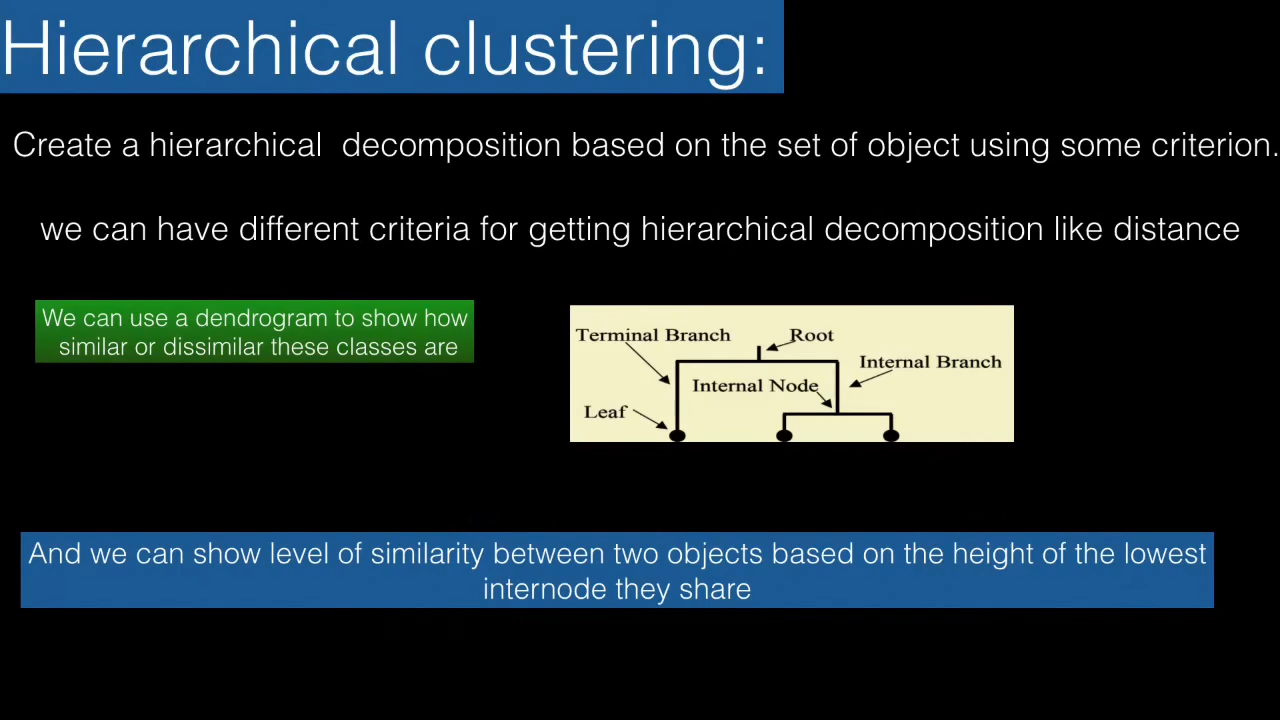 Hierarchical clustering:
Create a hierarchical  decomposition based on the set of object using some criterion.
we can have different criteria for getting hierarchical decomposition like distance
We can use a dendrogram to show how
similar or dissimilar these classes are
Terminal Branch
Root
Internal Branch
Internal Node
Leaf
And we can show level of similarity between two objects based on the height of the lowest
internode they share